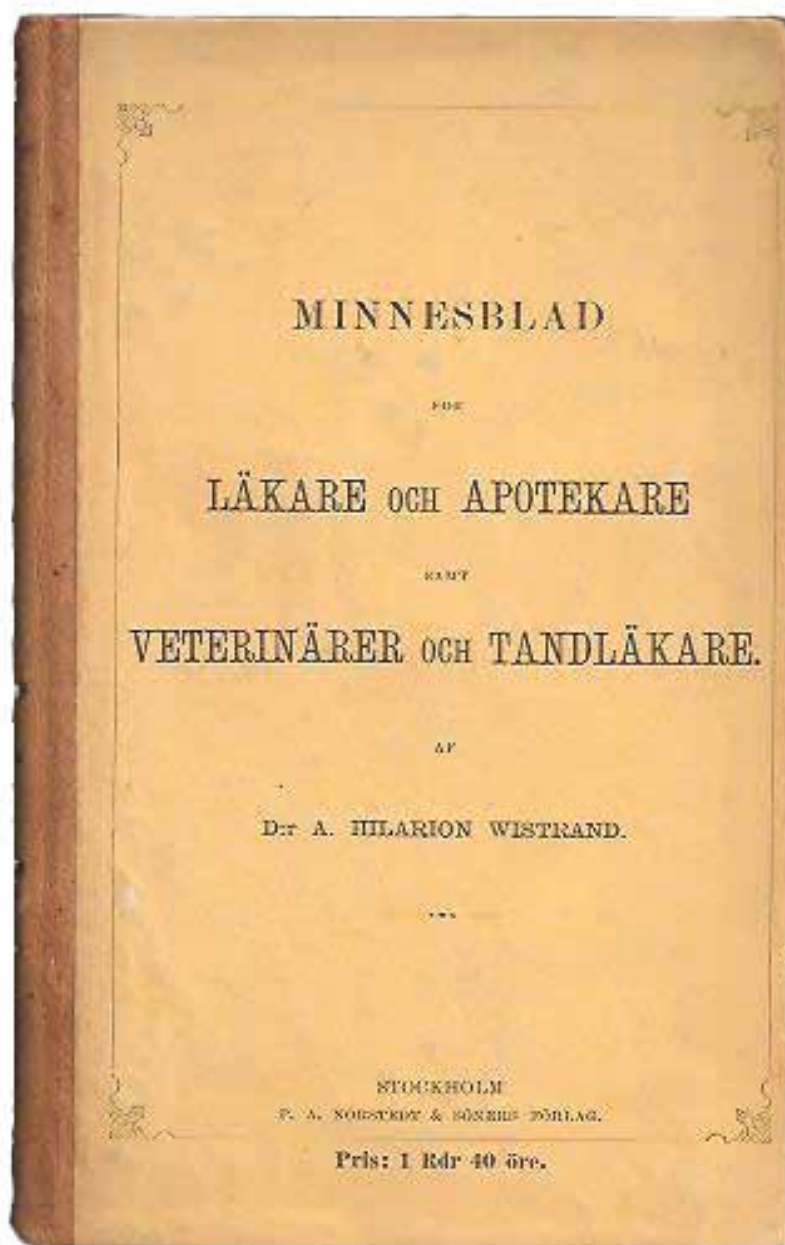 MINNESBLAD
FÖR
LÄKARE OCH APOTEKARE
SAMT
VETERINÄRER OCH TANDLÄKARE.
AF
D:r A. HILARION WISTRAND.
STOCKHOLM
P. A. NORSTEDT & SÖNERS FÖRLAG.
Pris: 1 Rdr 40 öre.